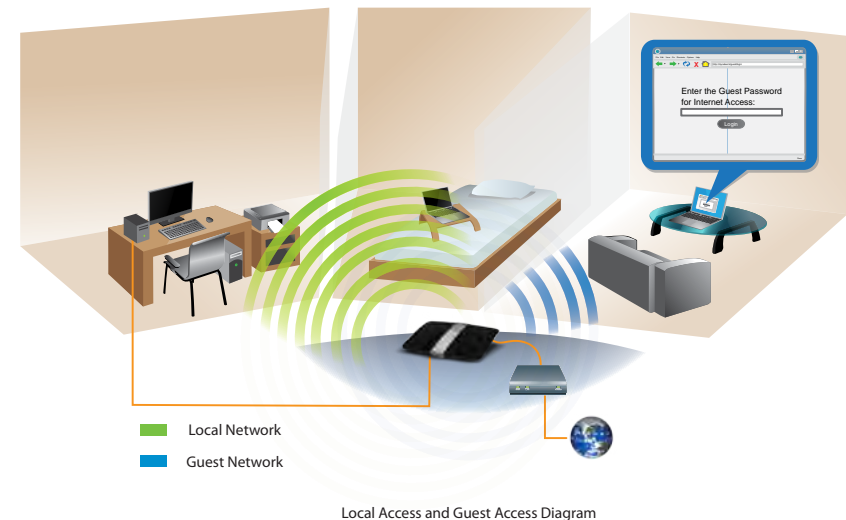 Enter the Guest Password
for Internet Access:
Login
Local Network
Guest Network
Local Access and Guest Access Diagram